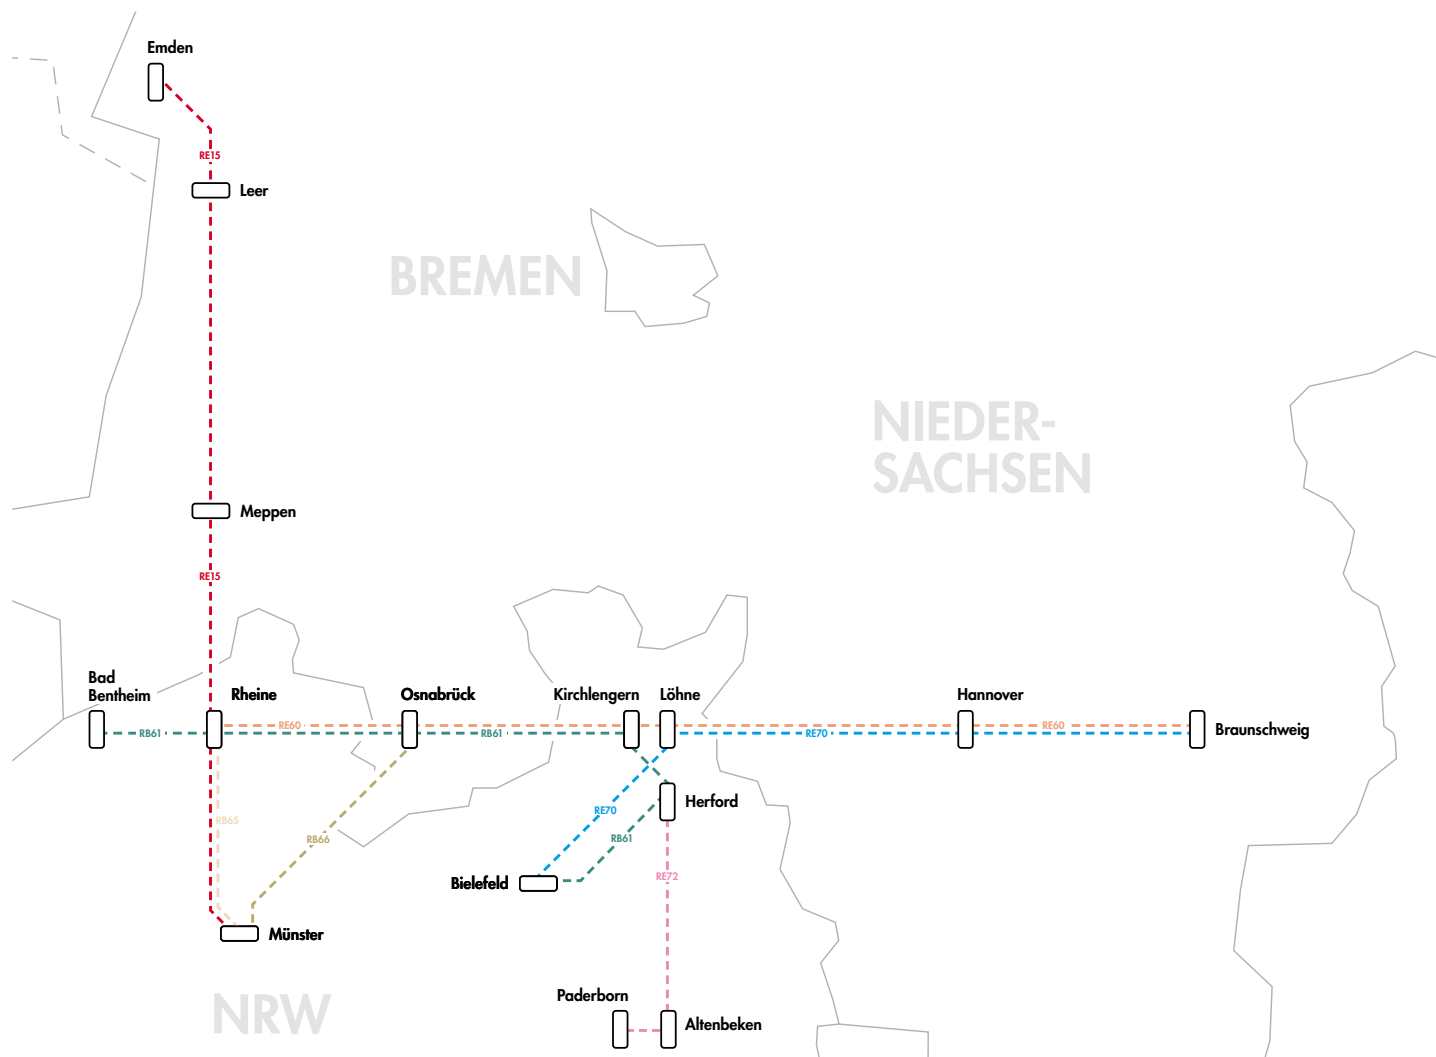 Emden
RE15
Leer
BREMEN
NIEDER-
SACHSEN
Meppen
RE15
Bad
Bentheim
Rheine
Osnabrück
Kirchlengern
Löhne
Hannover
RE60
RE60
Braunschweig
RB61
RB61
RE70
RB65
RB66
RE70
Herford
RB61
RE72
Bielefeld
Münster
NRW
Paderborn
Altenbeken